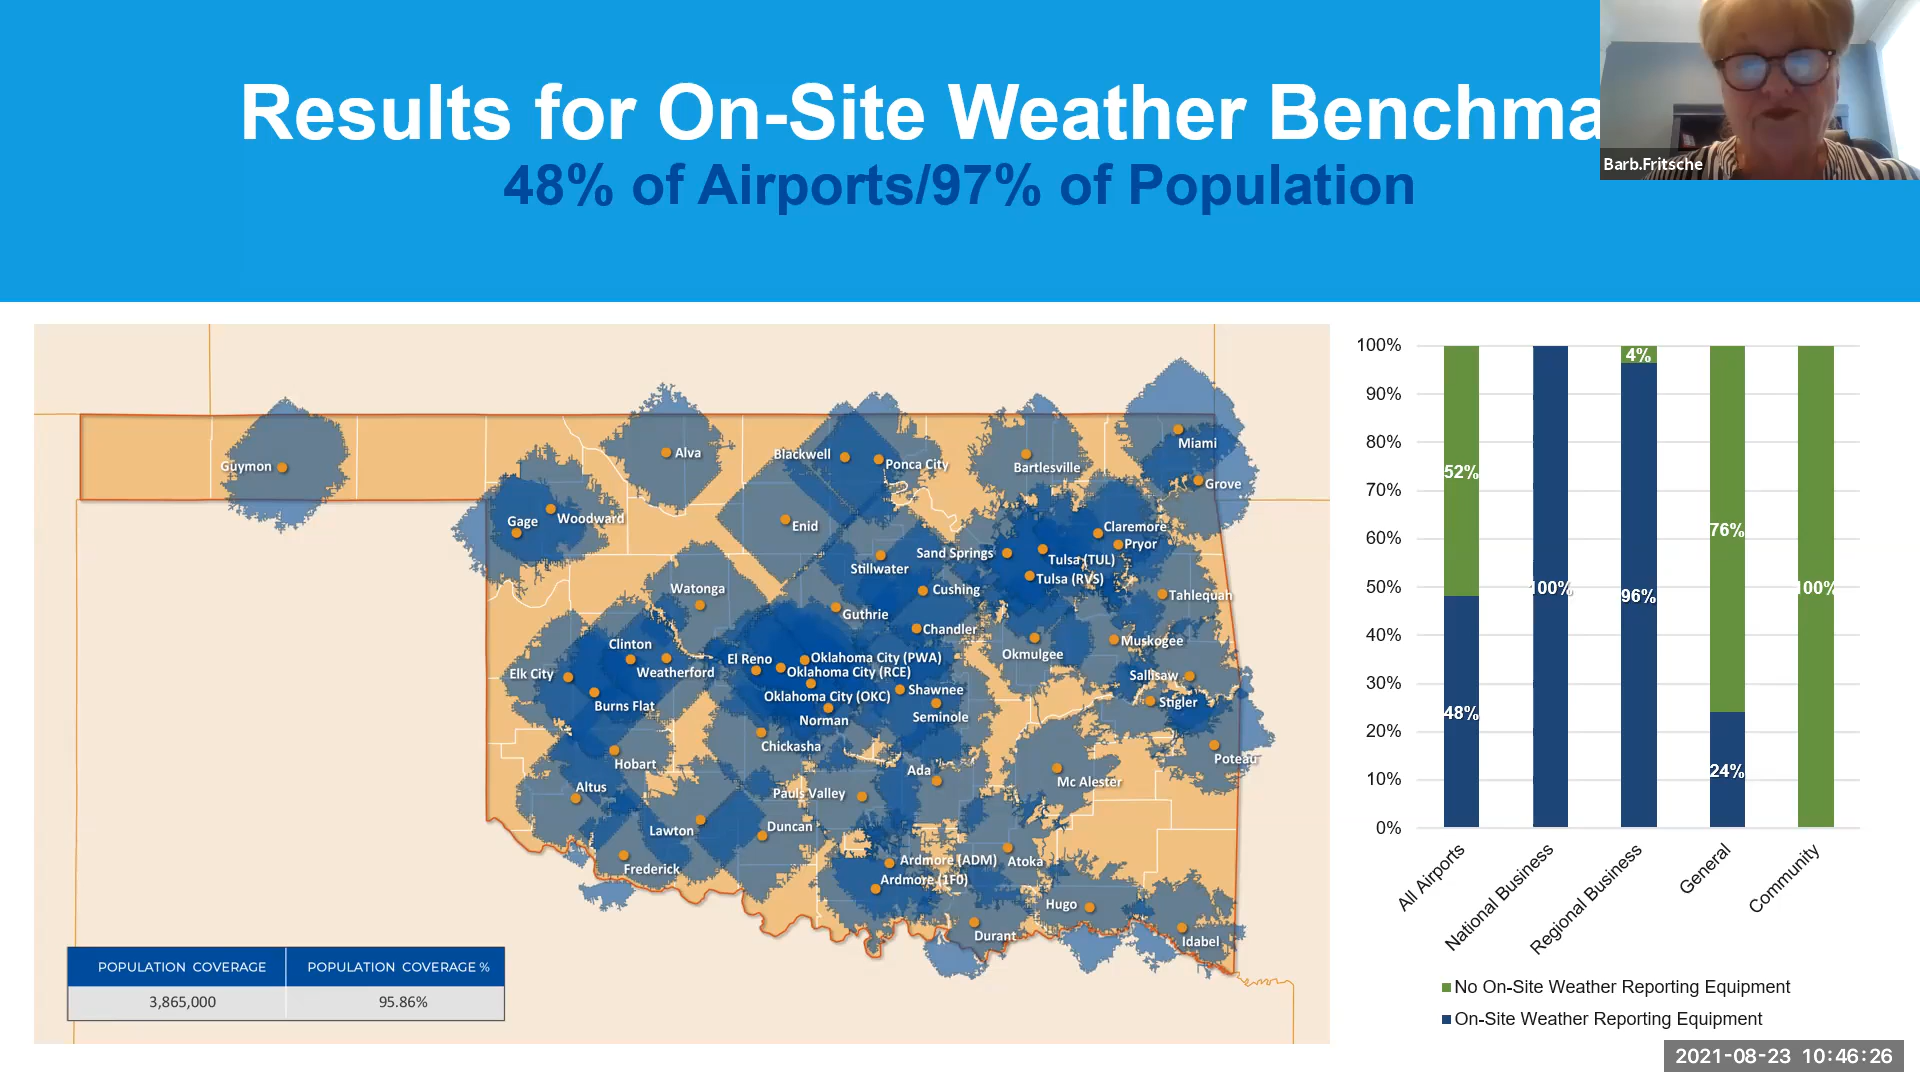 Results for On-Site Weather Benchma
48% of Airports/97% of Population
Barb.Fritsche
Guymon
Alva
Blackwell
Ponca City
Bartlesville
Miami
Grove
Gage
Woodward
Enid
Claremore
Pryor
Sand Springs
Tulsa (TUL)
Tulsa (RVS)
Stillwater
Watonga
Cushing
Tahlequah
Guthrie
Chandler
Muskogee
Okmulgee
Clinton
Weatherford
El Reno
Oklahoma City (PWA)
Oklahoma City (RCE)
Oklahoma City (OKC)
Elk City
Burns Flat
Shawnee
Seminole
Norman
Sallisaw
Stigler
Chickasha
Poteau
Hobart
Ada
Mc Alester
Altus
Pauls Valley
Lawton
Duncan
Ardmore (ADM)
Atoka
Frederick
Ardmore (1F0)
Hugo
Durant
Idabel
POPULATION COVERAGE
POPULATION COVERAGE %
3,865,000
95.86%
100%
90%
80%
70%
60%
50%
40%
30%
20%
10%
0%
52%
48%
100%
4%
96%
76%
24%
100%
All Airports
National Business
Regional Business
General
Community
No On-Site Weather Reporting Equipment
On-Site Weather Reporting Equipment
2021-08-23 10:46:26